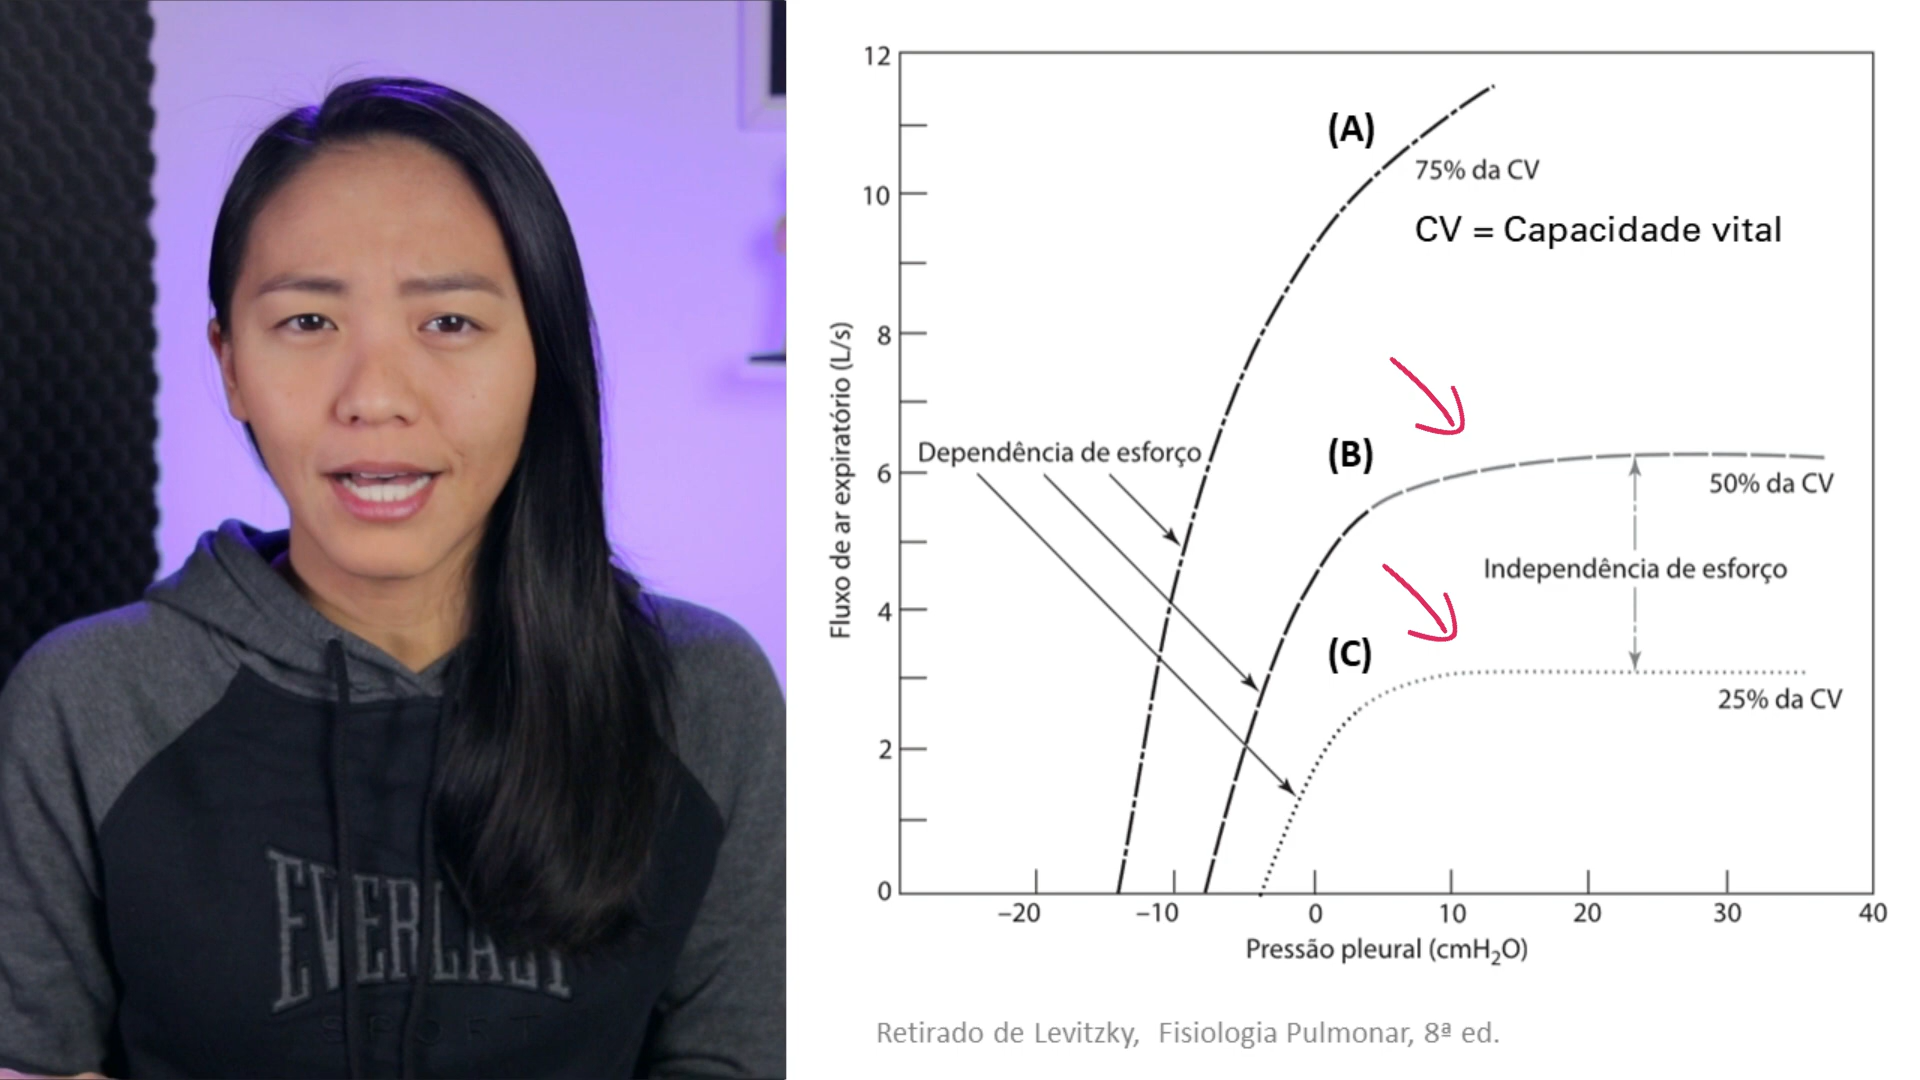 EVERLAST
SPORT
12
10
8
6
4
2
0
Fluxo de ar expiratório (L/s)
(A)
75% da CV
CV = Capacidade vital
Dependência de esforço
(B)
50% da CV
Independência de esforço
(C)
25% da CV
–20 –10 0 10 20 30 40
Pressão pleural (cmH₂O)
Retirado de Levitzky, Fisiologia Pulmonar, 8ª ed.